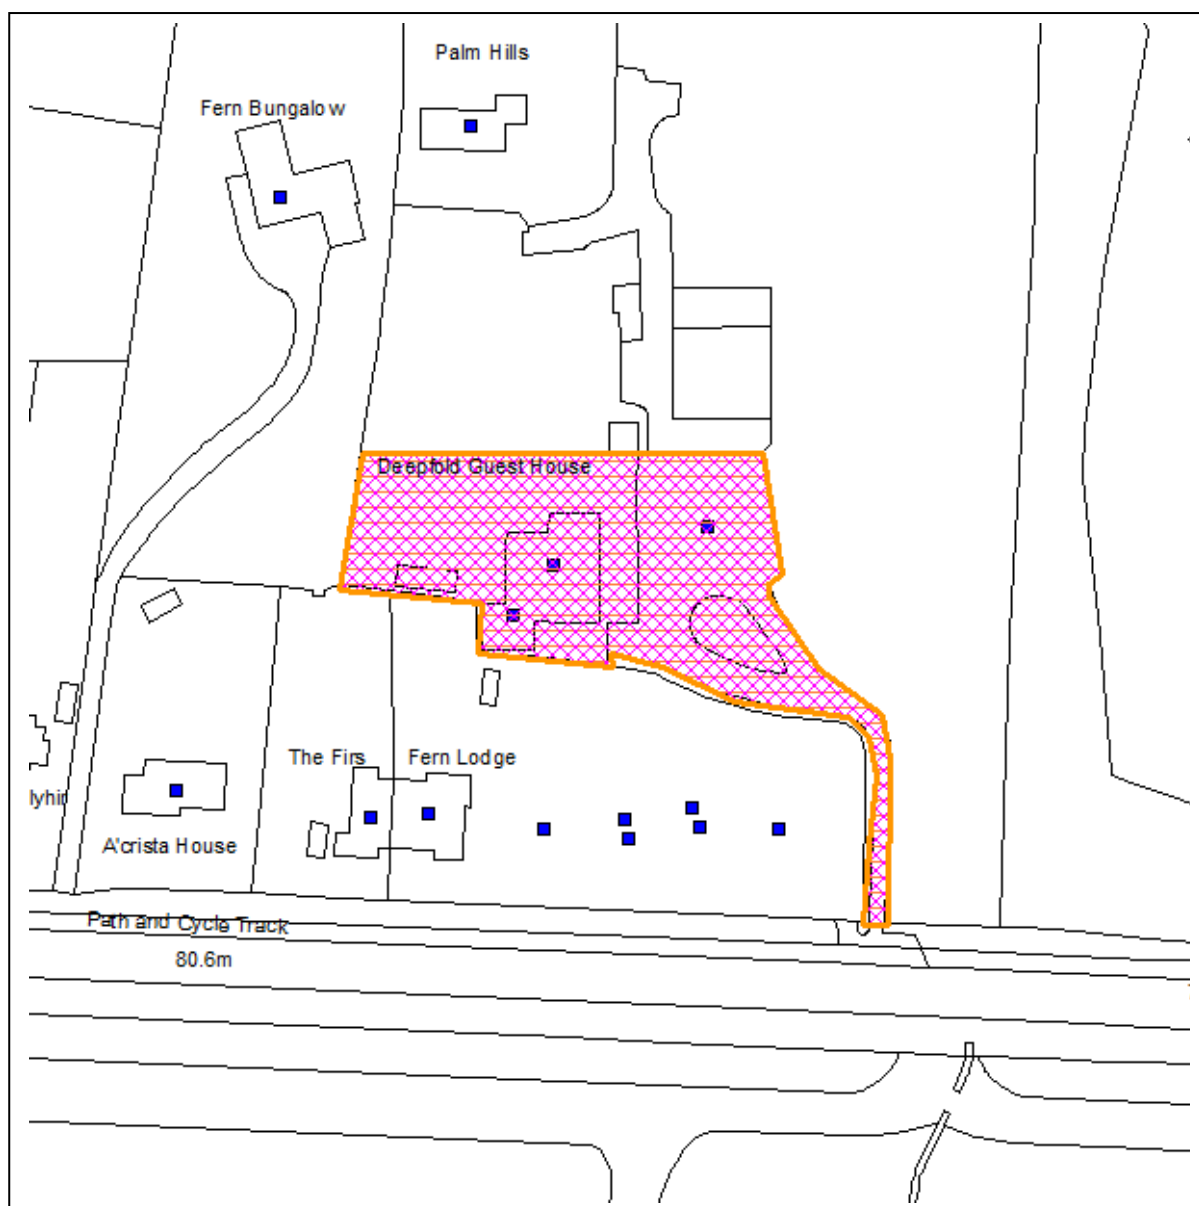 Palm Hills
Fern Bungalow
Deepfold Guest House
The Firs
Fern Lodge
lyhir
A'crista House
Path and Cycle Track
80.6m